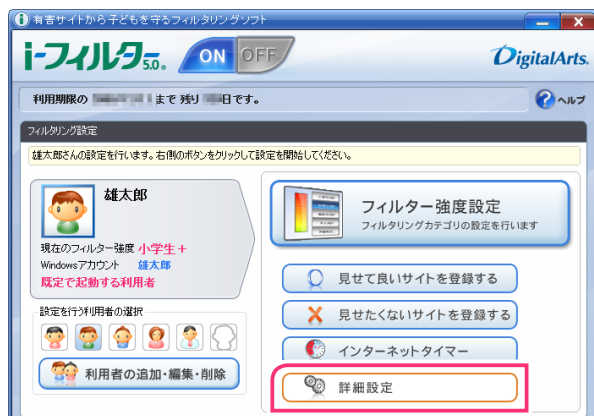 有害サイトから子どもを守るフィルタリングソフト
i-フィルター5.0.
ON OFF
DigitalArts.
利用期限の まで 残り 日です。
ヘルプ
フィルタリング設定
雄太郎さんの設定を行います。右側のボタンをクリックして設定を開始してください。
雄太郎
現在のフィルター強度 小学生+
Windowsアカウント 雄太郎
既定で起動する利用者
設定を行う利用者の選択
利用者の追加・編集・削除
フィルター強度設定
フィルタリングカテゴリの設定を行います
見せて良いサイトを登録する
見せたくないサイトを登録する
インターネットタイマー
詳細設定